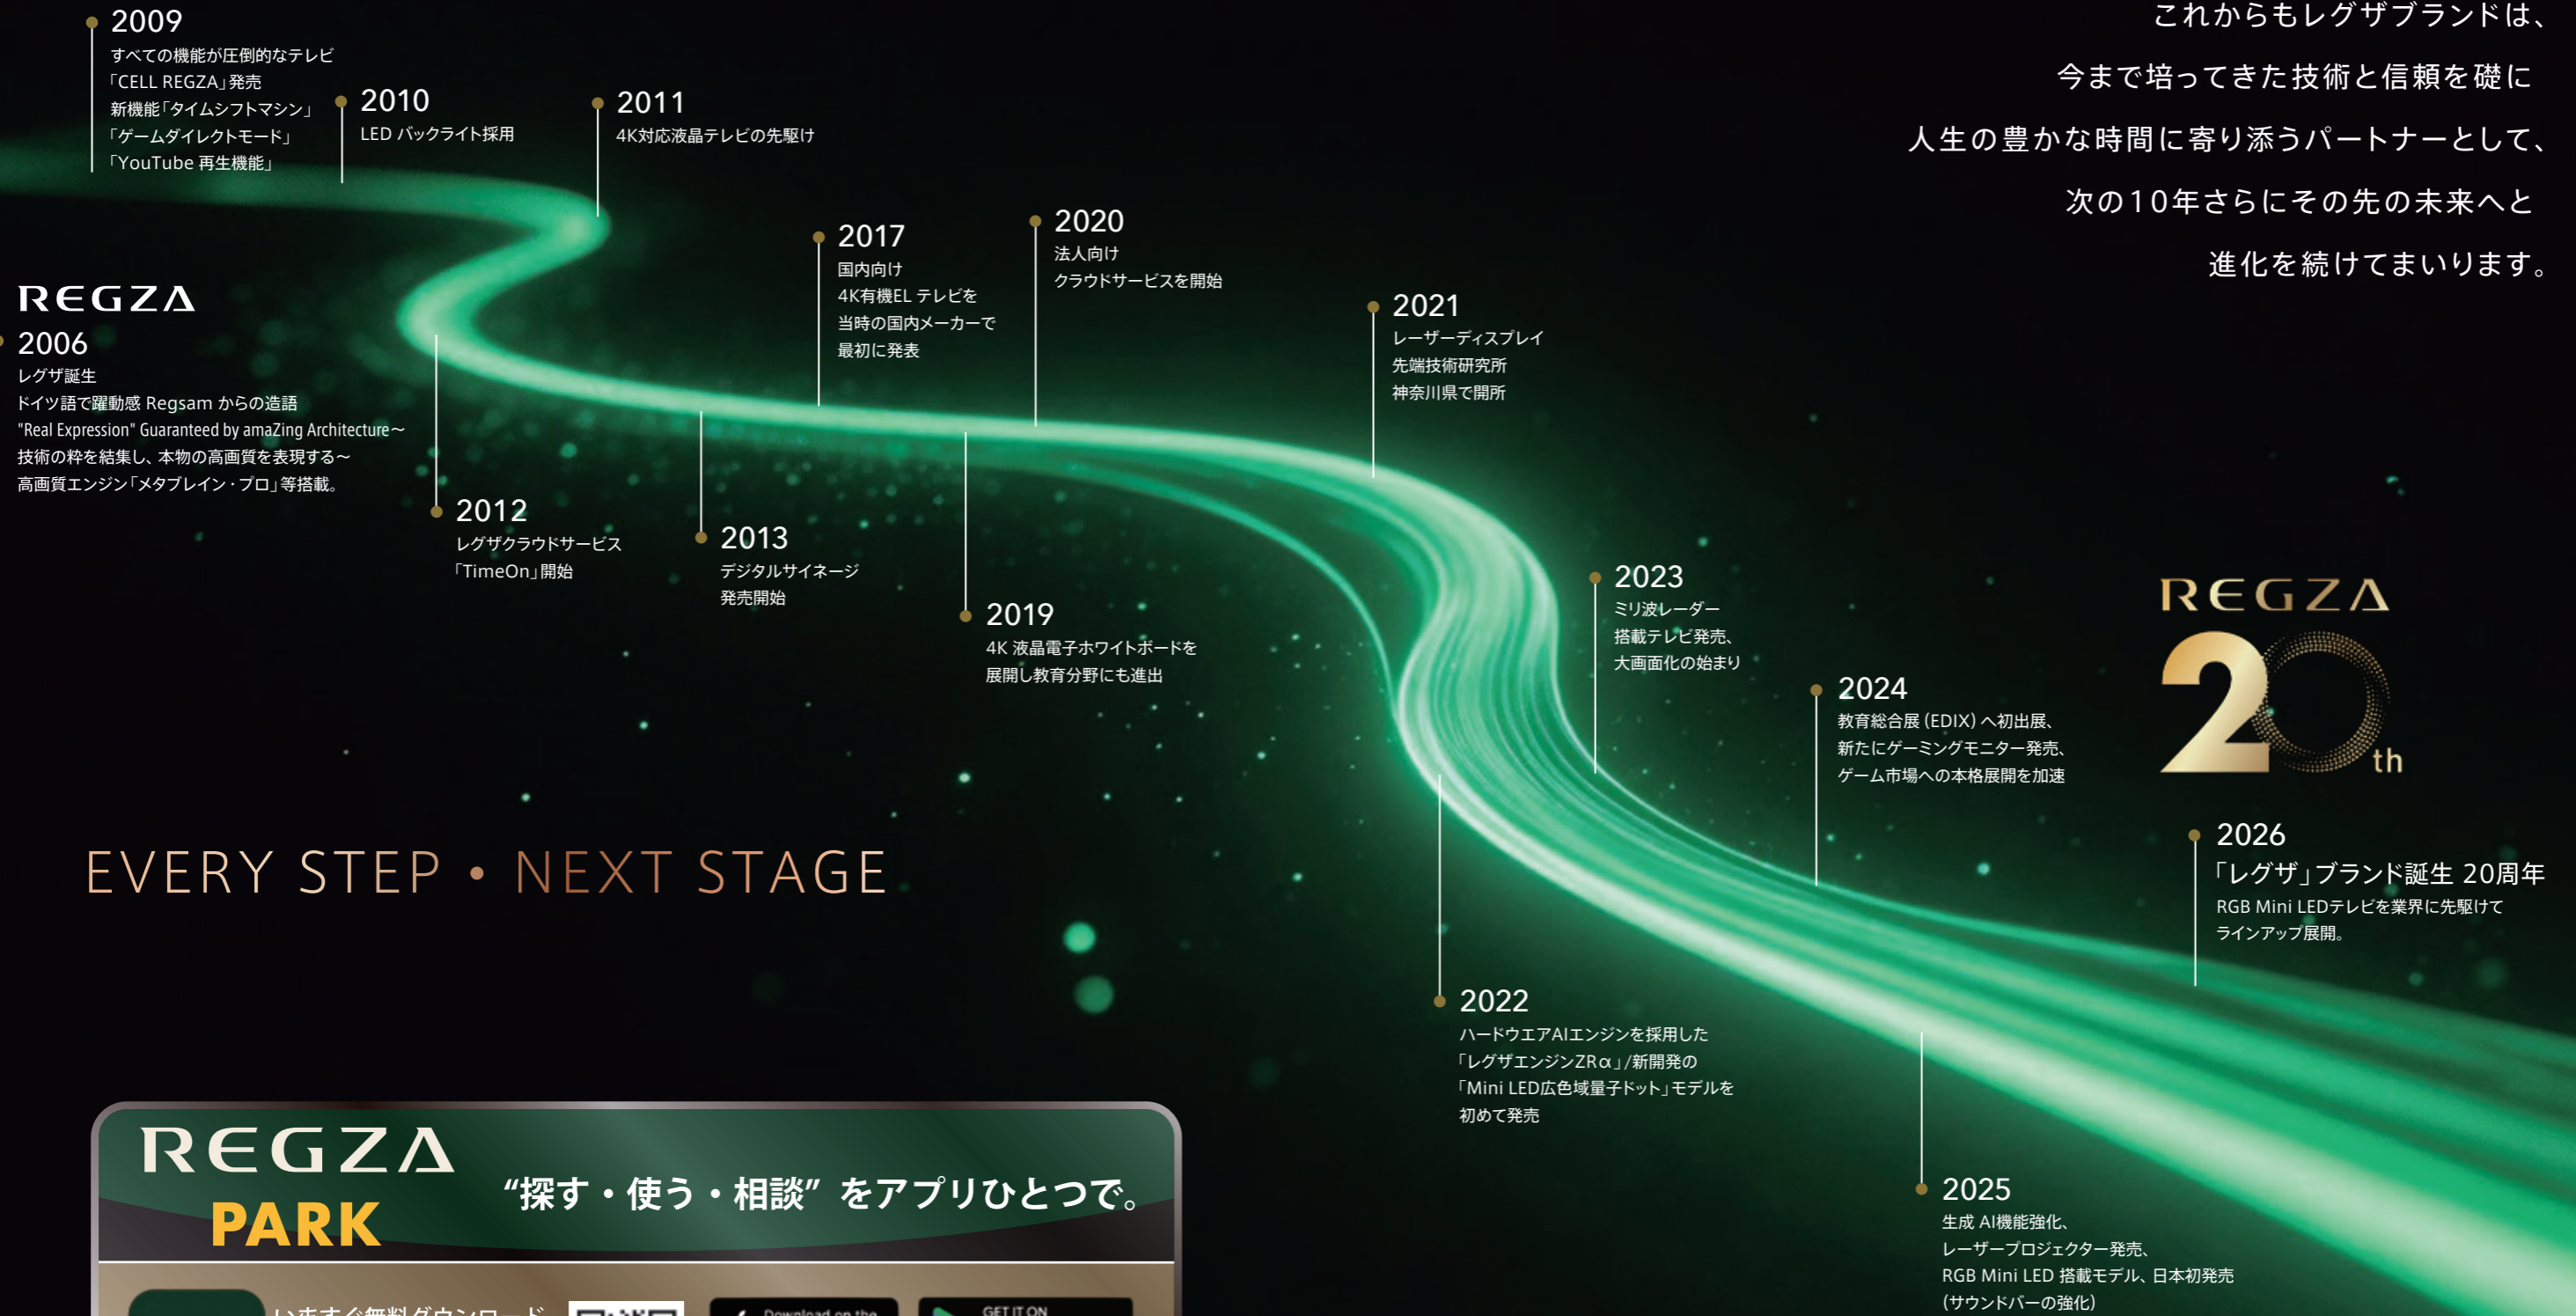 2009
すべての機能が圧倒的なテレビ
「CELL REGZA」発売
新機能「タイムシフトマシン」
「ゲームダイレクトモード」
「YouTube 再生機能」
2010
LED バックライト採用
2011
4K対応液晶テレビの先駆け
これからもレグザブランドは、
今まで培ってきた技術と信頼を礎に
人生の豊かな時間に寄り添うパートナーとして、
次の10年さらにその先の未来へと
進化を続けてまいります。
REGZA
2006
レグザ誕生
ドイツ語で躍動感 Regsam からの造語
"Real Expression" Guaranteed by amaZing Architecture～
技術の粋を結集し、本物の高画質を表現する～
高画質エンジン「メタブレイン・プロ」等搭載。
2012
レグザクラウドサービス
「TimeOn」開始
2013
デジタルサイネージ
発売開始
2017
国内向け
4K有機EL テレビを
当時の国内メーカーで
最初に発表
2019
4K 液晶電子ホワイトボードを
展開し教育分野にも進出
2020
法人向け
クラウドサービスを開始
2021
レーザーディスプレイ
先端技術研究所
神奈川県で開所
2022
ハードウエアAIエンジンを採用した
「レグザエンジンZRα」/新開発の
「Mini LED広色域量子ドット」モデルを
初めて発売
2023
ミリ波レーダー
搭載テレビ発売、
大画面化の始まり
2024
教育総合展 (EDIX) へ初出展、
新たにゲーミングモニター発売、
ゲーム市場への本格展開を加速
2025
生成 AI機能強化、
レーザープロジェクター発売、
RGB Mini LED 搭載モデル、日本初発売
(サウンドバーの強化)
REGZA
20th
2026
「レグザ」ブランド誕生 20周年
RGB Mini LEDテレビを業界に先駆けて
ラインアップ展開。
EVERY STEP • NEXT STAGE
REGZA
PARK
“探す・使う・相談” をアプリひとつで。
いますぐ無料ダウンロード
Download on the
GET IT ON